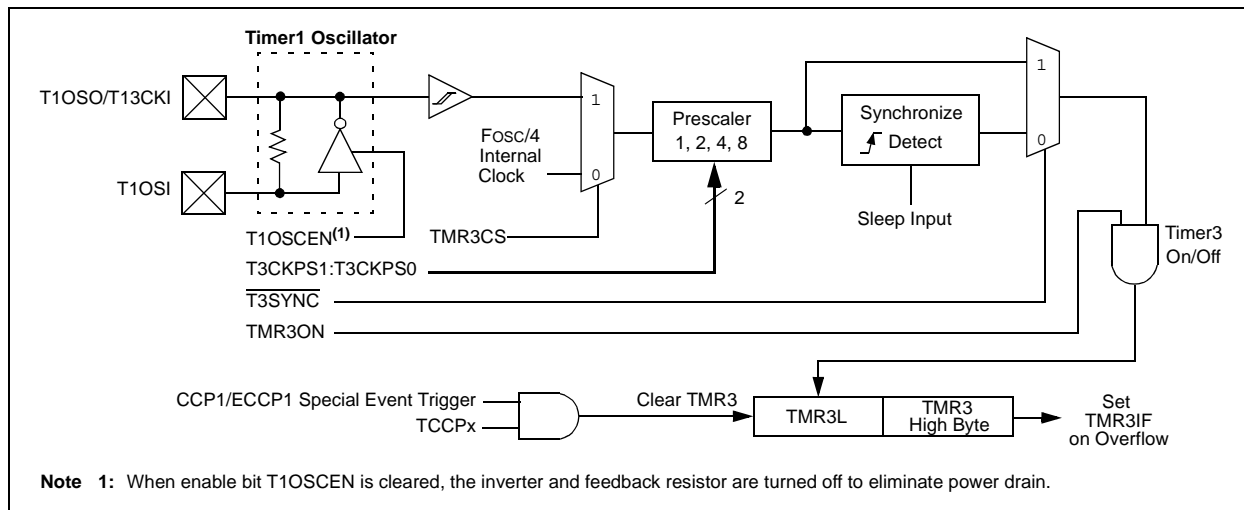 Timer1 Oscillator
T1OSO/T13CKI
T1OSI
1
FOSC/4
Internal
Clock
0
Prescaler
1, 2, 4, 8
2
Synchronize
Detect
Sleep Input
1
0
T1OSCEN(1)
TMR3CS
T3CKPS1:T3CKPS0
T3SYNC
TMR3ON
Timer3
On/Off
CCP1/ECCP1 Special Event Trigger
TCCPx
Clear TMR3
TMR3L
TMR3
High Byte
Set
TMR3IF
on Overflow
Note 1: When enable bit T1OSCEN is cleared, the inverter and feedback resistor are turned off to eliminate power drain.